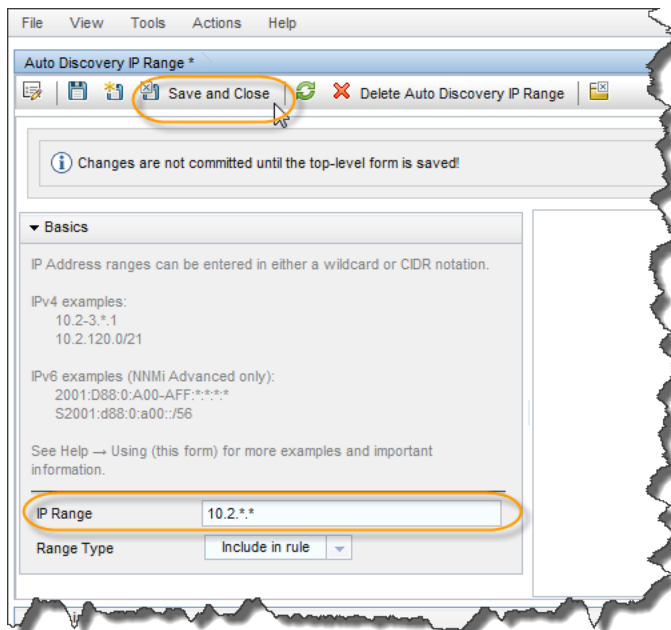 File View Tools Actions Help
Auto Discovery IP Range *
Save and Close Delete Auto Discovery IP Range
Changes are not committed until the top-level form is saved!
Basics
IP Address ranges can be entered in either a wildcard or CIDR notation.
IPv4 examples:
10.2-3.*.1
10.2.120.0/21
IPv6 examples (NNMi Advanced only):
2001:D88:0:A00-AFF:*:*:*:*
S2001:d88:0:a00::/56
See Help → Using (this form) for more examples and important
information.
IP Range 10.2.*.*
Range Type Include in rule